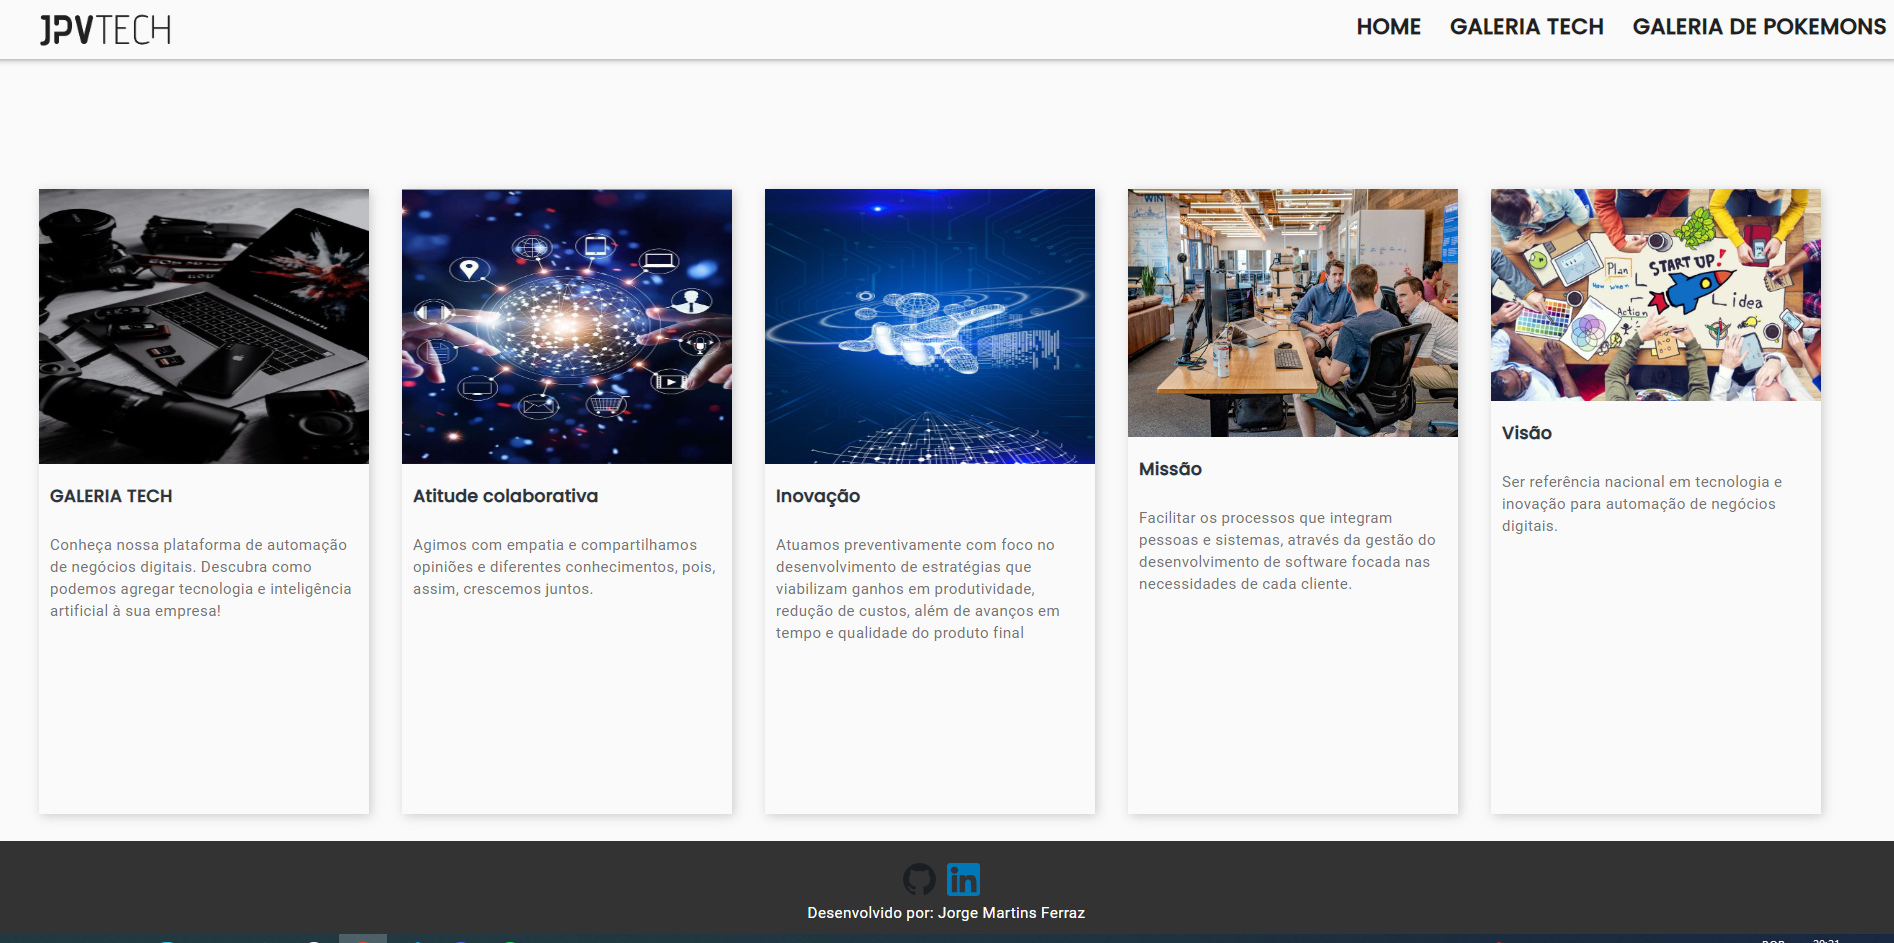 JPVTECH
HOME GALERIA TECH GALERIA DE POKEMONS
WIN
START UP!
Plan
How when
idea
Action
GALERIA TECH
Conheça nossa plataforma de automação
de negócios digitais. Descubra como
podemos agregar tecnologia e inteligência
artificial à sua empresa!
Atitude colaborativa
Agimos com empatia e compartilhamos
opiniões e diferentes conhecimentos, pois,
assim, crescemos juntos.
Inovação
Atuamos preventivamente com foco no
desenvolvimento de estratégias que
viabilizam ganhos em produtividade,
redução de custos, além de avanços em
tempo e qualidade do produto final
Missão
Facilitar os processos que integram
pessoas e sistemas, através da gestão do
desenvolvimento de software focada nas
necessidades de cada cliente.
Visão
Ser referência nacional em tecnologia e
inovação para automação de negócios
digitais.
in
Desenvolvido por: Jorge Martins Ferraz